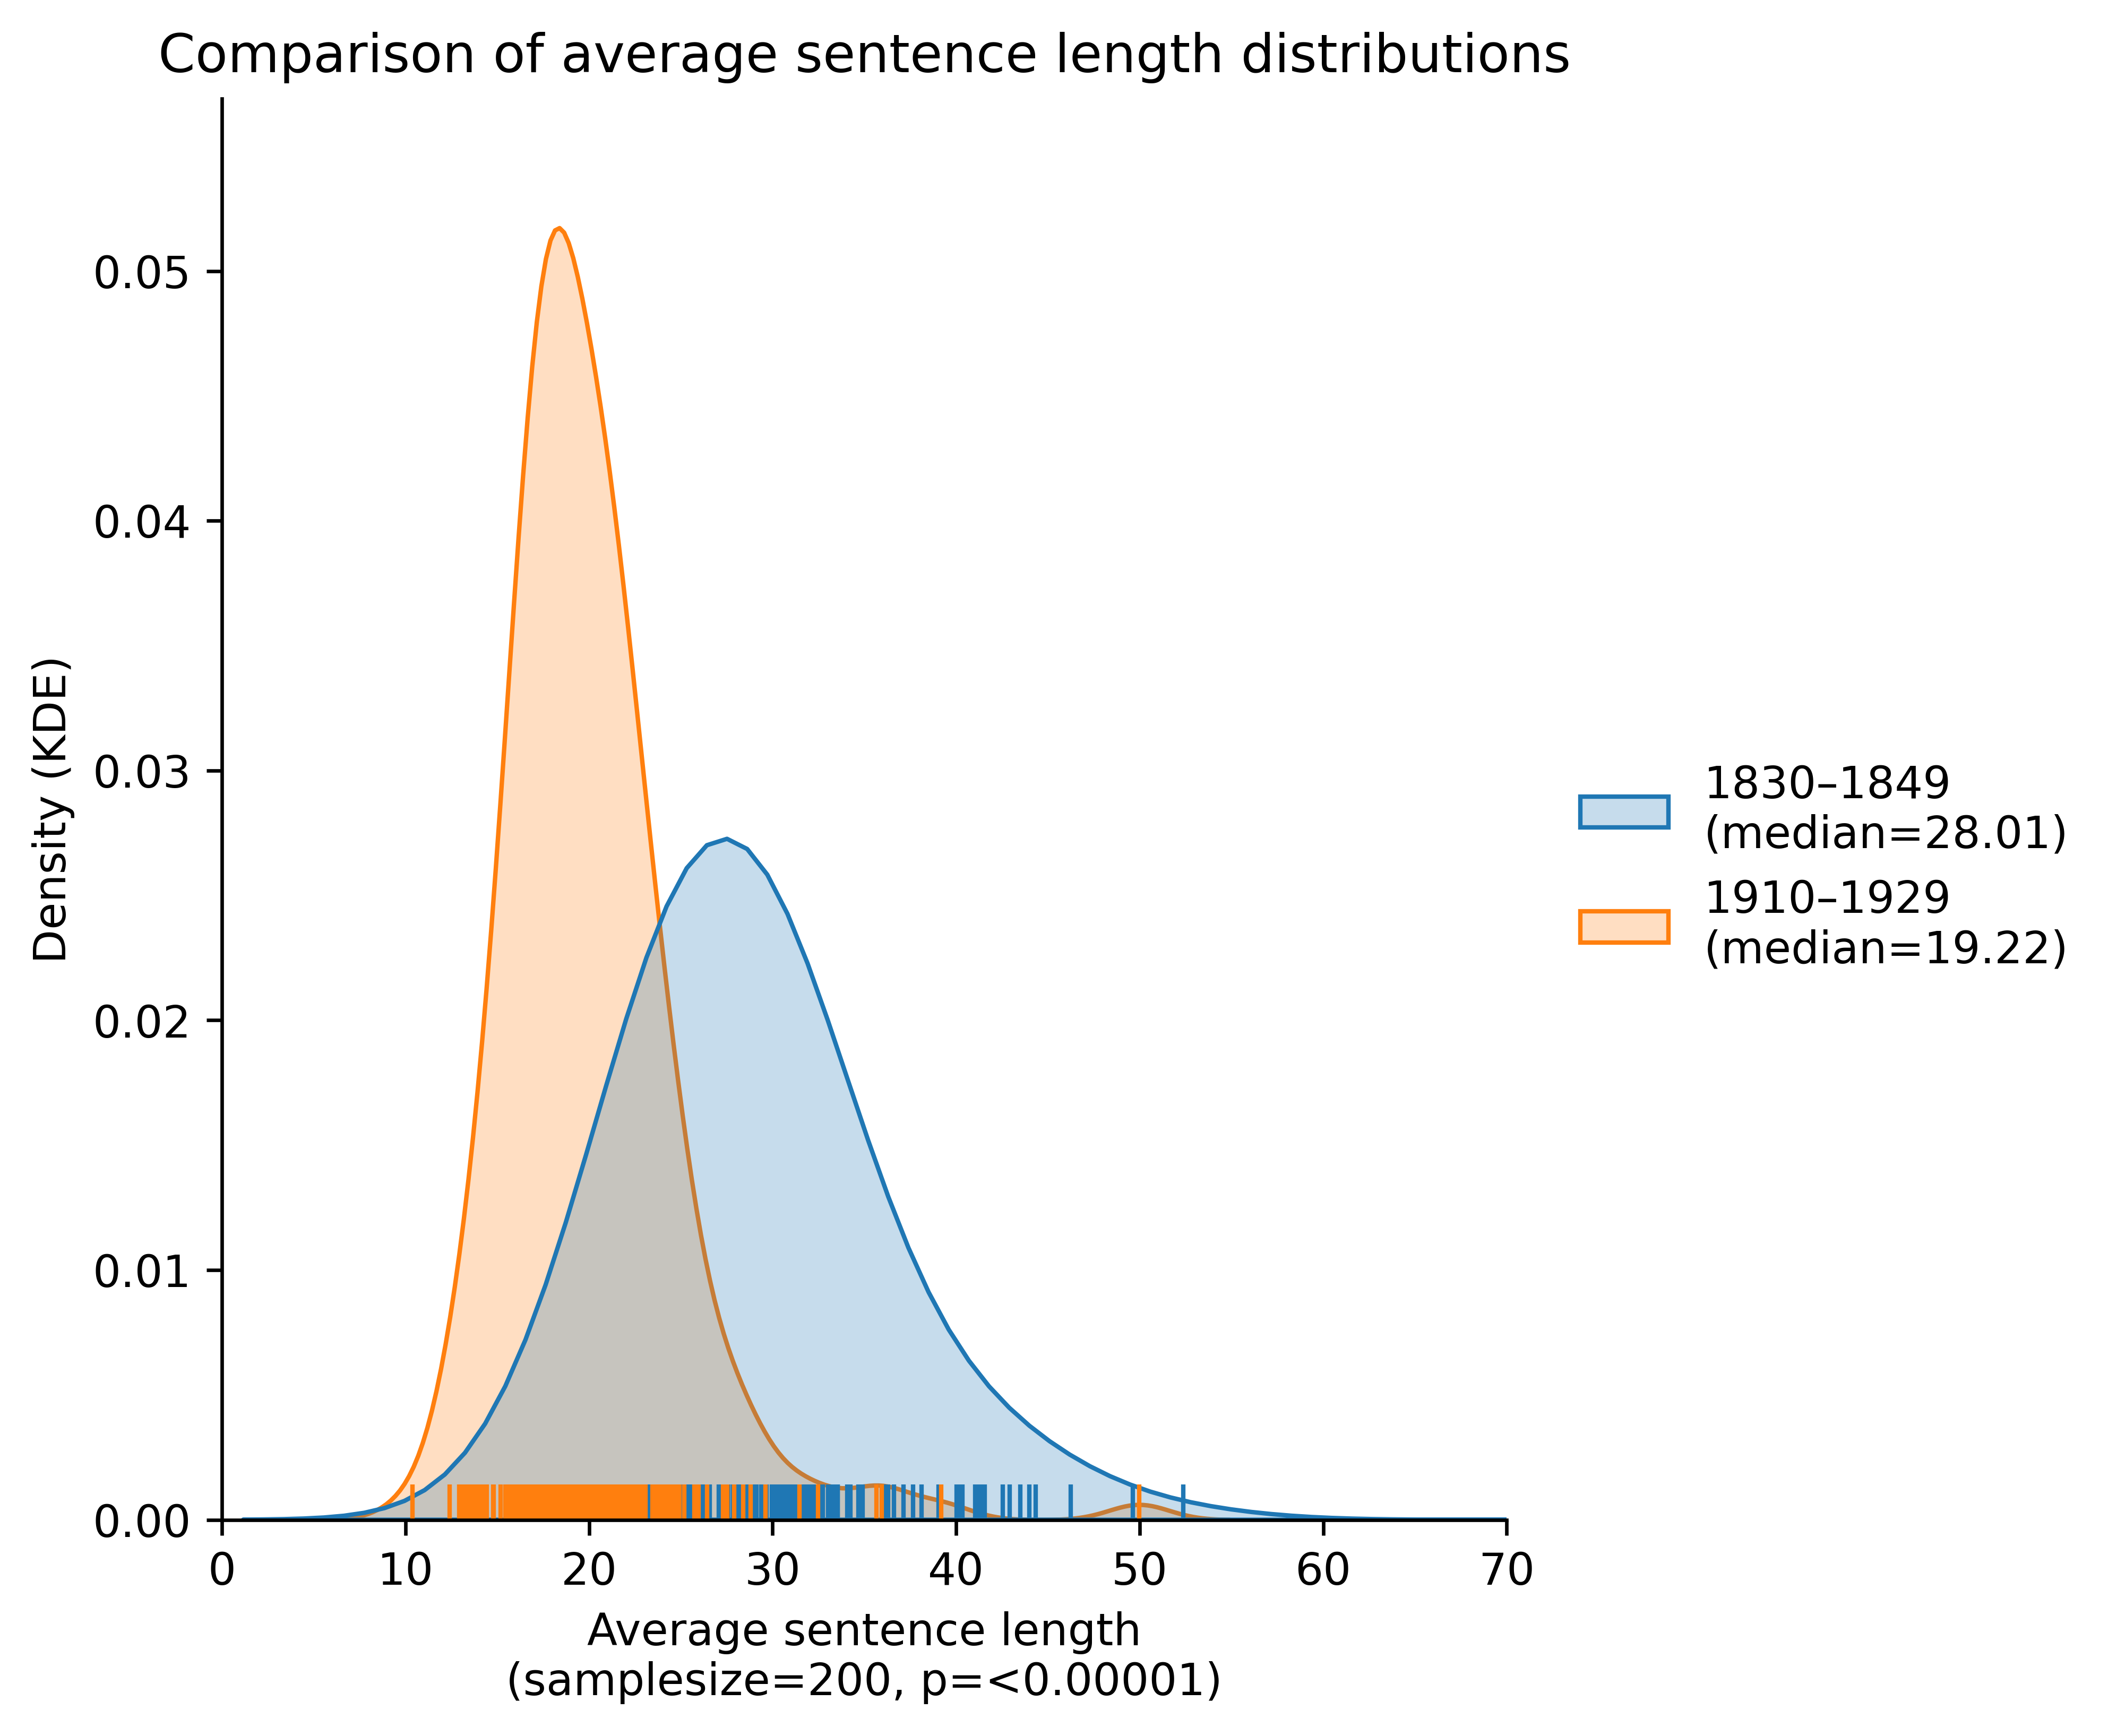 Comparison of average sentence length distributions
Density (KDE)
0.05
0.04
0.03
0.02
0.01
0.00
0 10 20 30 40 50 60 70
Average sentence length
(samplesize=200, p=<0.00001)
1830–1849
(median=28.01)
1910–1929
(median=19.22)